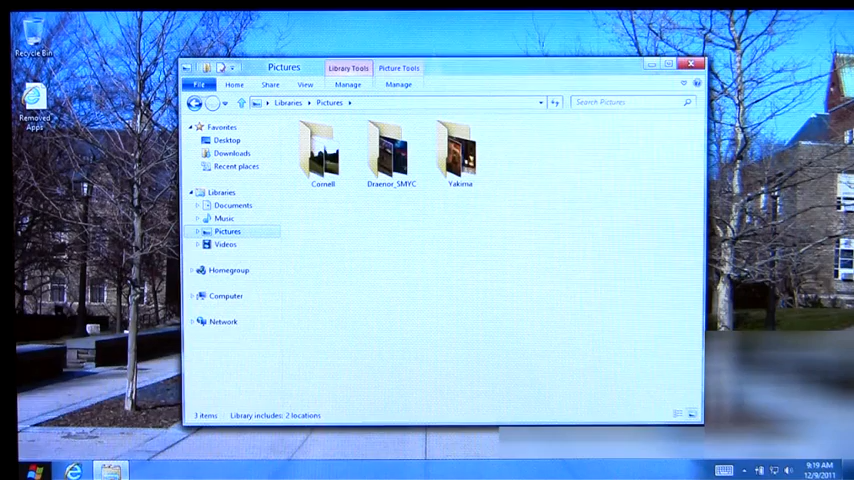 Recycle Bin
Removed
Apps
Pictures
Library Tools
Picture Tools
File
Home
Share
View
Manage
Manage
Libraries
Pictures
Search Pictures
Favorites
Desktop
Downloads
Recent places
Libraries
Documents
Music
Pictures
Videos
Homegroup
Computer
Network
Cornell
Draenor_SMYC
Yakima
3 items
Library includes: 2 locations
9:19 AM
12/9/2011